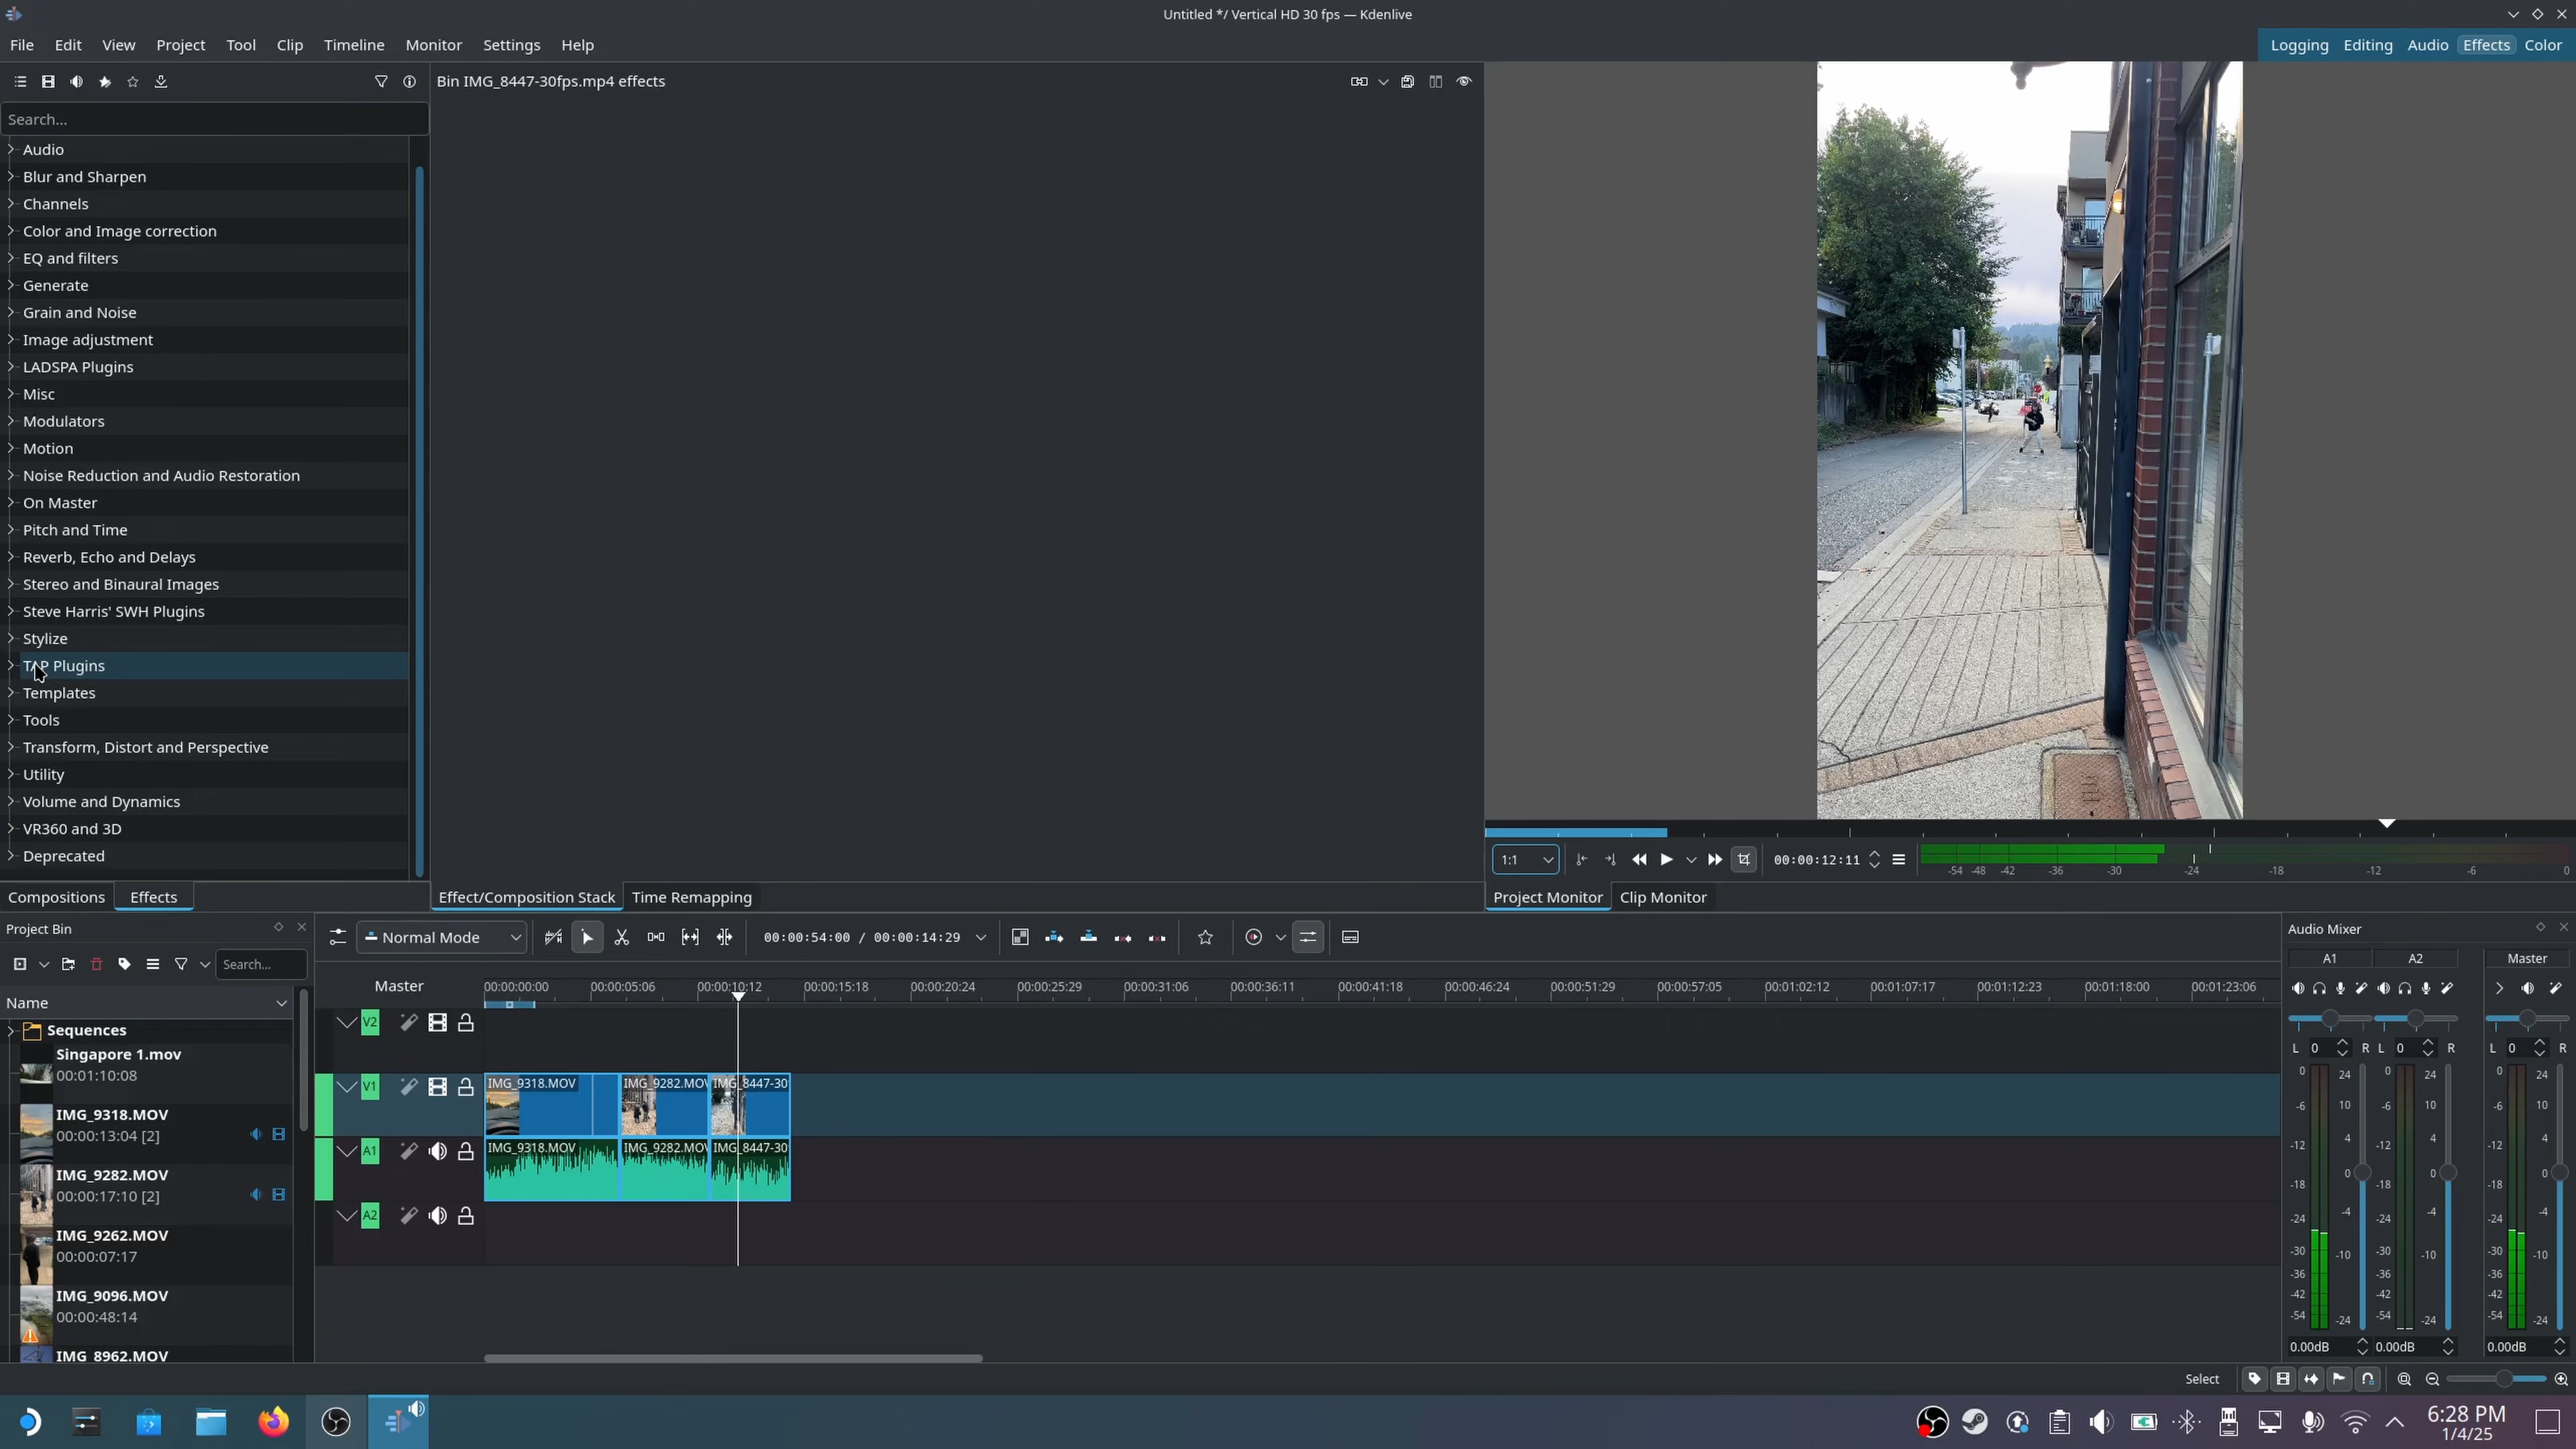 Untitled */ Vertical HD 30 fps — Kdenlive
File Edit View Project Tool Clip Timeline Monitor Settings Help
Logging Editing Audio Effects Color
Search...
Audio
Blur and Sharpen
Channels
Color and Image correction
EQ and filters
Generate
Grain and Noise
Image adjustment
LADSPA Plugins
Misc
Modulators
Motion
Noise Reduction and Audio Restoration
On Master
Pitch and Time
Reverb, Echo and Delays
Stereo and Binaural Images
Steve Harris' SWH Plugins
Stylize
TAP Plugins
Templates
Tools
Transform, Distort and Perspective
Utility
Volume and Dynamics
VR360 and 3D
Deprecated
Compositions Effects
Bin IMG_8447-30fps.mp4 effects
Effect/Composition Stack Time Remapping
1:1 00:00:12:11
-54 -48 -42 -36 -30 -24 -18 -12 -6 0
Project Monitor Clip Monitor
Project Bin
Search...
Name
Sequences
Singapore 1.mov
00:01:10:08
IMG_9318.MOV
00:00:13:04 [2]
IMG_9282.MOV
00:00:17:10 [2]
IMG_9262.MOV
00:00:07:17
IMG_9096.MOV
00:00:48:14
IMG_8962.MOV
Normal Mode 00:00:54:00 / 00:00:14:29
Master 00:00:00:00 00:00:05:06 00:00:10:12 00:00:15:18 00:00:20:24 00:00:25:29 00:00:31:06 00:00:36:11 00:00:41:18 00:00:46:24 00:00:51:29 00:00:57:05 00:01:02:12 00:01:07:17 00:01:12:23 00:01:18:00 00:01:23:06
V2
V1 IMG_9318.MOV IMG_9282.MOV IMG_8447-30
A1 IMG_9318.MOV IMG_9282.MOV IMG_8447-30
A2
Audio Mixer
A1 A2 Master
L 0 R L 0 R L 0 R
0 24 0 24 0 24
-6 10 -6 10 -6 10
-12 4 -12 4 -12 4
0 0 0
-18 -18 -18
-4 -4 -4
-24 -24 -24
-30 -10 -30 -10 -30 -10
-36 -36 -36
-42 -42 -42
-54 -24 -54 -24 -54 -24
0.00dB 0.00dB 0.00dB
Select
6:28 PM
1/4/25